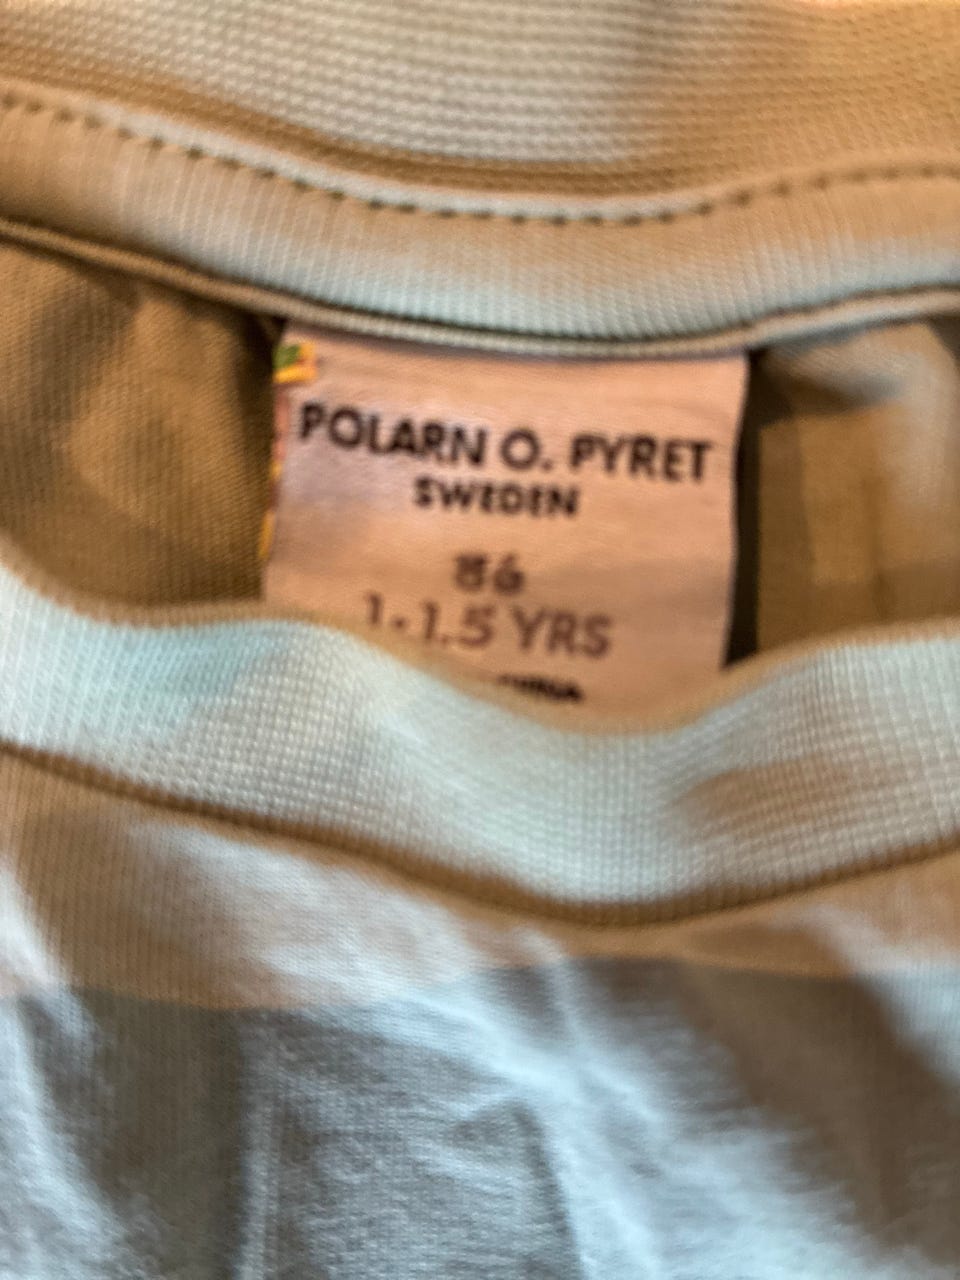 POLARN O. PYRET
SWEDEN
86
1-1.5 YRS